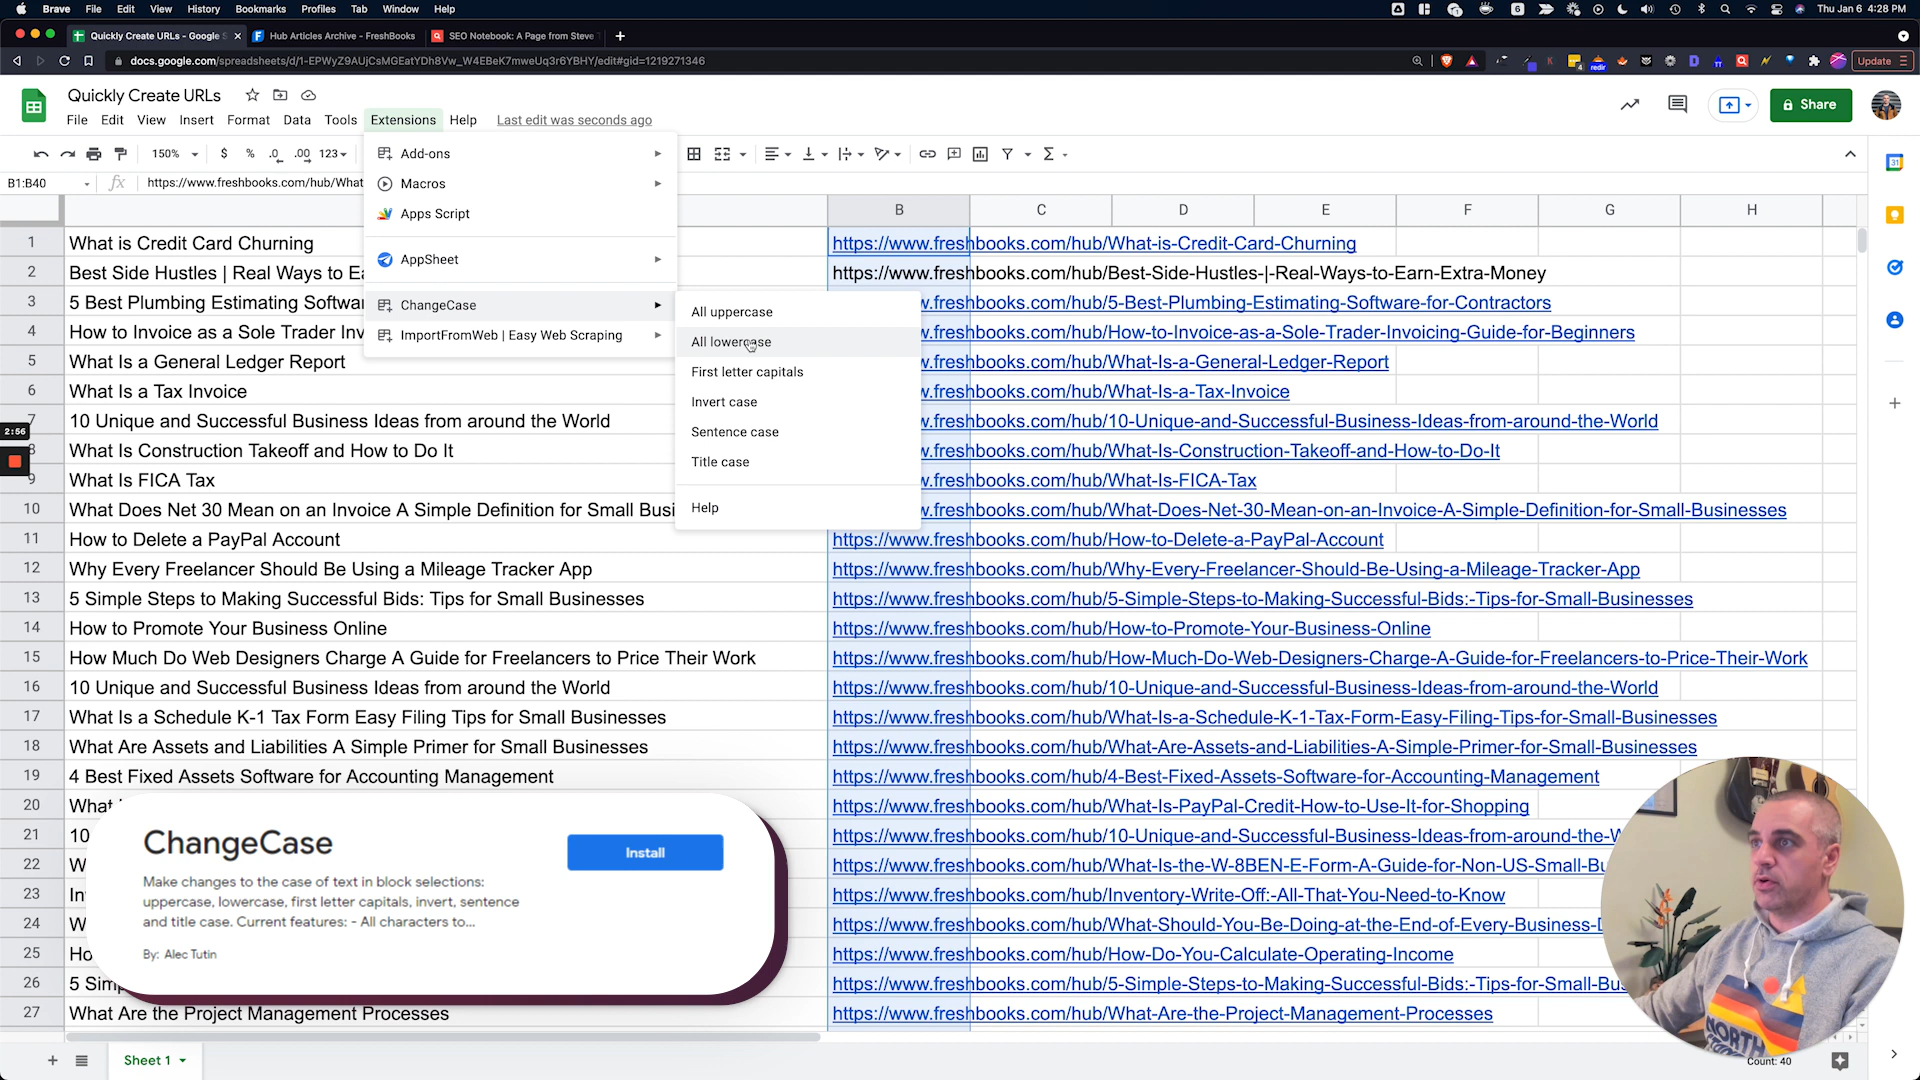 Brave File Edit View History Bookmarks Profiles Tab Window Help
6
Thu Jan 6 4:28 PM
Quickly Create URLs - Google S
Hub Articles Archive - FreshBooks
SEO Notebook: A Page from Steve T
docs.google.com/spreadsheets/d/1-EPWyZ9AUjCsMGEatYDh8Vw_W4EBeK7mweUq3r6YBHY/edit#gid=1219271346
Update
Quickly Create URLs
File Edit View Insert Format Data Tools Extensions Help Last edit was seconds ago
Share
150% $ % .0 .00 123
B1:B40 fx https://www.freshbooks.com/hub/What
Add-ons
Macros
Apps Script
AppSheet
ChangeCase
ImportFromWeb | Easy Web Scraping
All uppercase
All lowercase
First letter capitals
Invert case
Sentence case
Title case
Help
B C D E F G H
1 What is Credit Card Churning https://www.freshbooks.com/hub/What-is-Credit-Card-Churning
2 Best Side Hustles | Real Ways to Ea https://www.freshbooks.com/hub/Best-Side-Hustles-|-Real-Ways-to-Earn-Extra-Money
3 5 Best Plumbing Estimating Softwar v.freshbooks.com/hub/5-Best-Plumbing-Estimating-Software-for-Contractors
4 How to Invoice as a Sole Trader Inv v.freshbooks.com/hub/How-to-Invoice-as-a-Sole-Trader-Invoicing-Guide-for-Beginners
5 What Is a General Ledger Report v.freshbooks.com/hub/What-Is-a-General-Ledger-Report
6 What Is a Tax Invoice v.freshbooks.com/hub/What-Is-a-Tax-Invoice
7 10 Unique and Successful Business Ideas from around the World v.freshbooks.com/hub/10-Unique-and-Successful-Business-Ideas-from-around-the-World
2:56
8 What Is Construction Takeoff and How to Do It v.freshbooks.com/hub/What-Is-Construction-Takeoff-and-How-to-Do-It
9 What Is FICA Tax v.freshbooks.com/hub/What-Is-FICA-Tax
10 What Does Net 30 Mean on an Invoice A Simple Definition for Small Busi v.freshbooks.com/hub/What-Does-Net-30-Mean-on-an-Invoice-A-Simple-Definition-for-Small-Businesses
11 How to Delete a PayPal Account https://www.freshbooks.com/hub/How-to-Delete-a-PayPal-Account
12 Why Every Freelancer Should Be Using a Mileage Tracker App https://www.freshbooks.com/hub/Why-Every-Freelancer-Should-Be-Using-a-Mileage-Tracker-App
13 5 Simple Steps to Making Successful Bids: Tips for Small Businesses https://www.freshbooks.com/hub/5-Simple-Steps-to-Making-Successful-Bids:-Tips-for-Small-Businesses
14 How to Promote Your Business Online https://www.freshbooks.com/hub/How-to-Promote-Your-Business-Online
15 How Much Do Web Designers Charge A Guide for Freelancers to Price Their Work https://www.freshbooks.com/hub/How-Much-Do-Web-Designers-Charge-A-Guide-for-Freelancers-to-Price-Their-Work
16 10 Unique and Successful Business Ideas from around the World https://www.freshbooks.com/hub/10-Unique-and-Successful-Business-Ideas-from-around-the-World
17 What Is a Schedule K-1 Tax Form Easy Filing Tips for Small Businesses https://www.freshbooks.com/hub/What-Is-a-Schedule-K-1-Tax-Form-Easy-Filing-Tips-for-Small-Businesses
18 What Are Assets and Liabilities A Simple Primer for Small Businesses https://www.freshbooks.com/hub/What-Are-Assets-and-Liabilities-A-Simple-Primer-for-Small-Businesses
19 4 Best Fixed Assets Software for Accounting Management https://www.freshbooks.com/hub/4-Best-Fixed-Assets-Software-for-Accounting-Management
20 What https://www.freshbooks.com/hub/What-Is-PayPal-Credit-How-to-Use-It-for-Shopping
21 10 https://www.freshbooks.com/hub/10-Unique-and-Successful-Business-Ideas-from-around-the-W
22 W https://www.freshbooks.com/hub/What-Is-the-W-8BEN-E-Form-A-Guide-for-Non-US-Small-Bu
23 In https://www.freshbooks.com/hub/Inventory-Write-Off:-All-That-You-Need-to-Know
24 W https://www.freshbooks.com/hub/What-Should-You-Be-Doing-at-the-End-of-Every-Business-D
25 Ho https://www.freshbooks.com/hub/How-Do-You-Calculate-Operating-Income
26 5 Simp https://www.freshbooks.com/hub/5-Simple-Steps-to-Making-Successful-Bids:-Tips-for-Small-Bus
27 What Are the Project Management Processes https://www.freshbooks.com/hub/What-Are-the-Project-Management-Processes
ChangeCase
Install
Make changes to the case of text in block selections:
uppercase, lowercase, first letter capitals, invert, sentence
and title case. Current features: - All characters to...
By: Alec Tutin
NORTH
Sheet 1
Count: 40